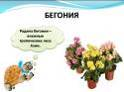 БЕГОНИЯ
Родина бегонии –
влажные
тропические леса
Азии.